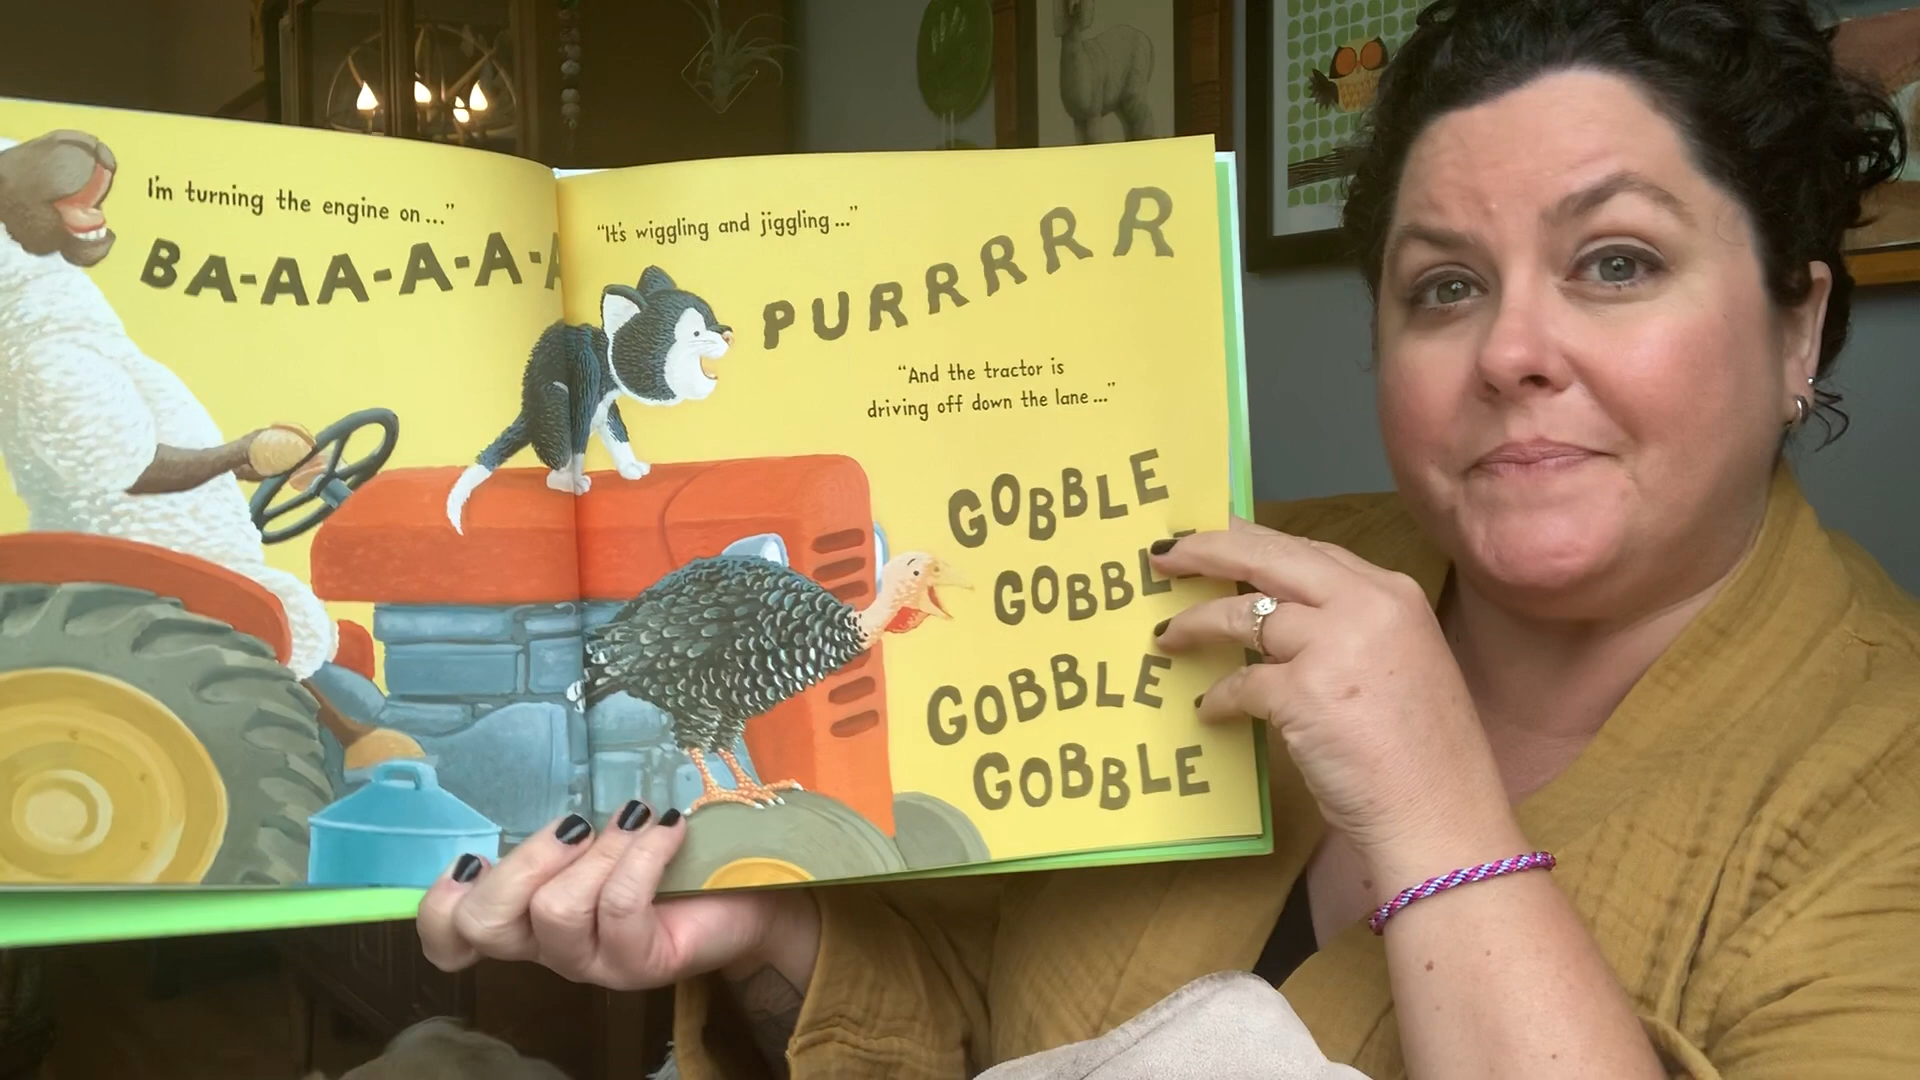 I'm turning the engine on..."
BA-AA-A-A-A
"It's wiggling and jiggling..."
PURRRRR
"And the tractor is
driving off down the lane..."
GOBBLE
GOBBLE
GOBBLE
GOBBLE